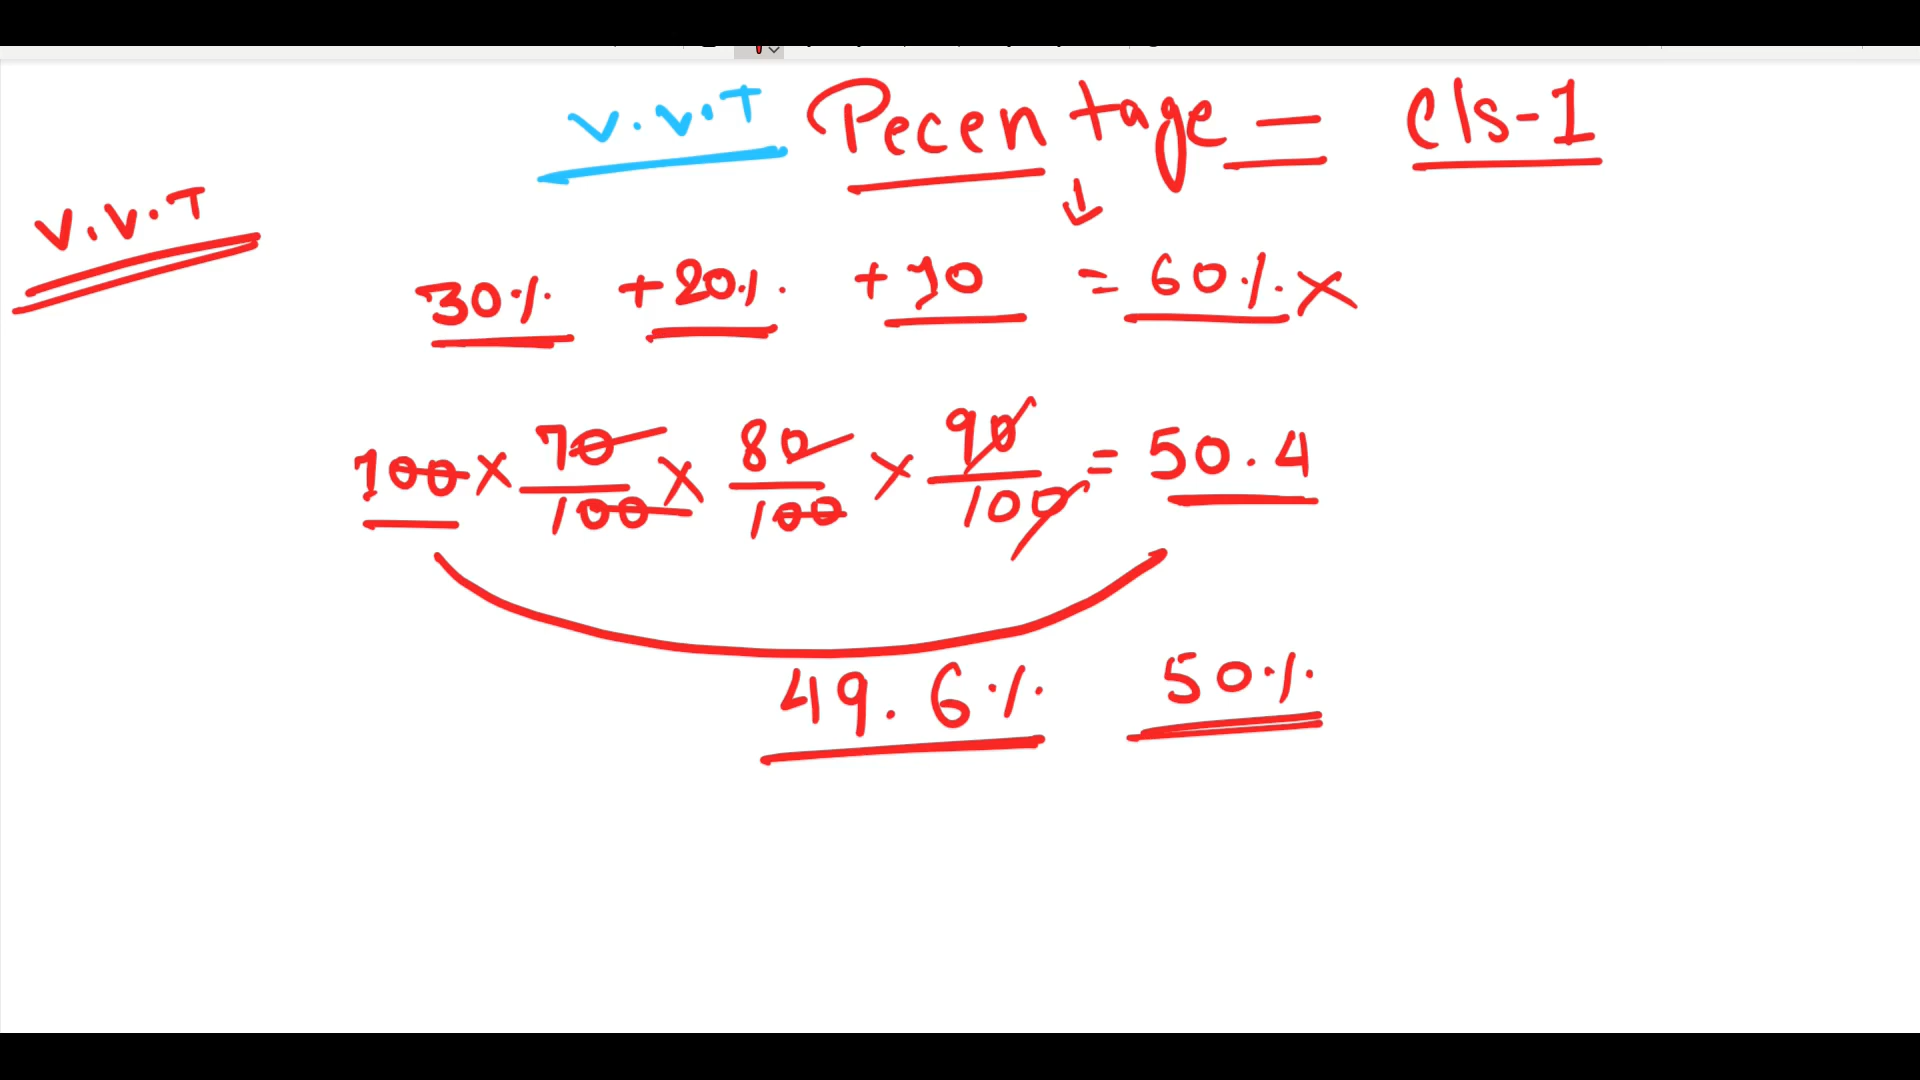 v.v.T Pecentage = cls-1
v.v.T
30% +20% +10 = 60% ×
100 × 70/100 × 80/100 × 90/100 = 50.4
49.6% 50%